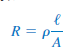 R = ρ ℓ/A